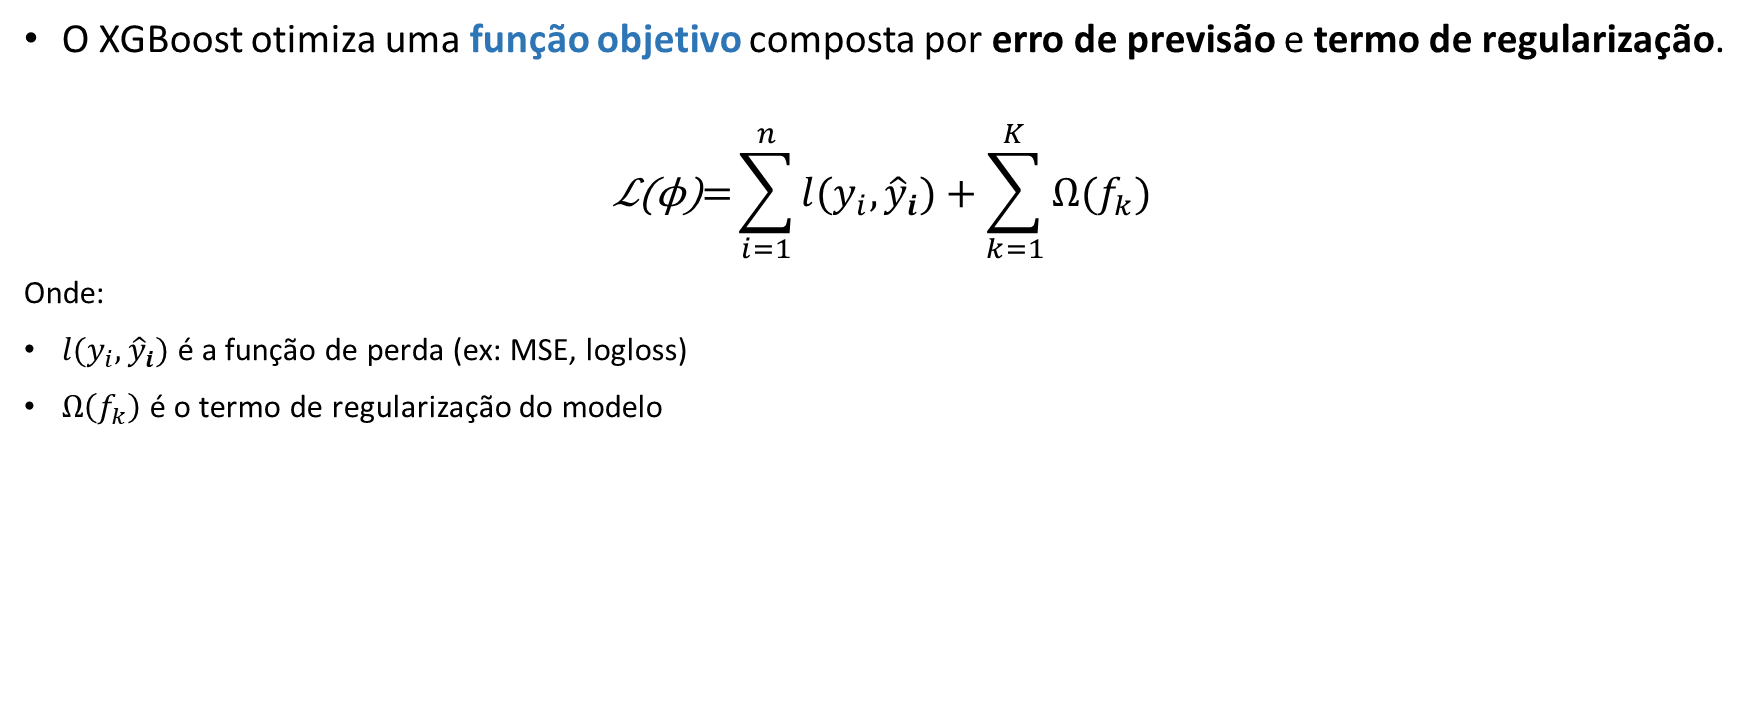 • O XGBoost otimiza uma função objetivo composta por erro de previsão e termo de regularização.
ℒ(ϕ)=∑_{i=1}^{n} l(y_i, ŷ_i) + ∑_{k=1}^{K} Ω(f_k)
Onde:
• l(y_i, ŷ_i) é a função de perda (ex: MSE, logloss)
• Ω(f_k) é o termo de regularização do modelo